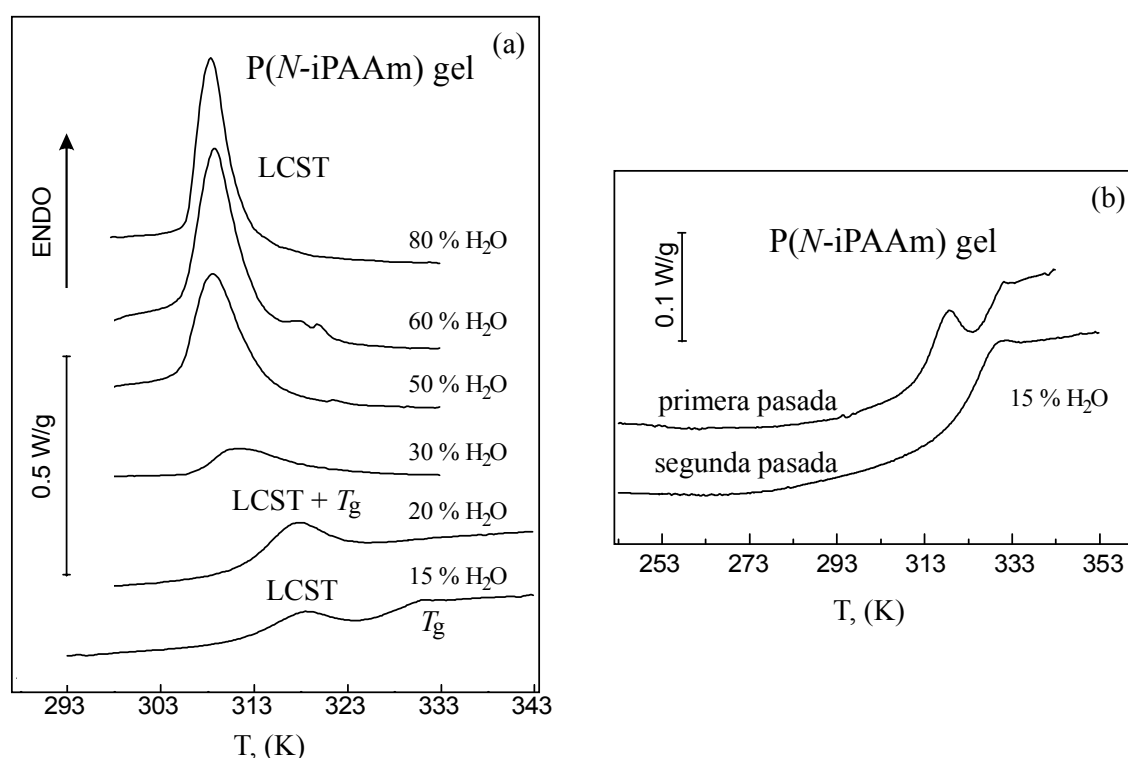 (a)
P(N-iPAAm) gel
LCST
ENDO
80 % H2O
60 % H2O
50 % H2O
0.5 W/g
30 % H2O
LCST + Tg
20 % H2O
15 % H2O
LCST
Tg
293 303 313 323 333 343
T, (K)
(b)
P(N-iPAAm) gel
0.1 W/g
primera pasada
15 % H2O
segunda pasada
253 273 293 313 333 353
T, (K)